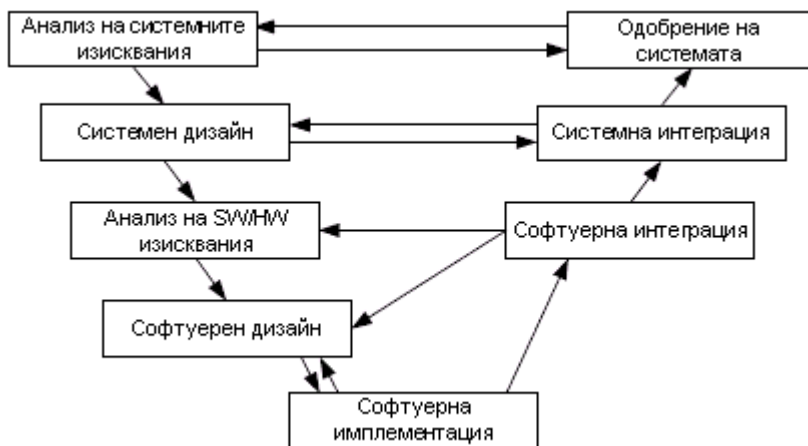 Анализ на системните
изисквания
Одобрение на
системата
Системен дизайн
Системна интеграция
Анализ на SW/HW
изисквания
Софтуерна интеграция
Софтуерен дизайн
Софтуерна
имплементация